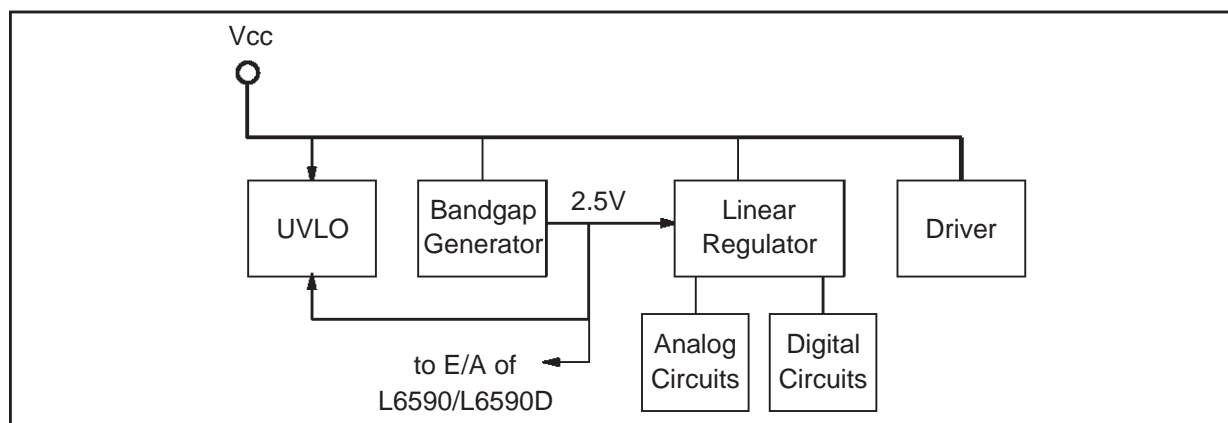 Vcc
UVLO
Bandgap
Generator
2.5V
Linear
Regulator
Driver
Analog
Circuits
Digital
Circuits
to E/A of
L6590/L6590D